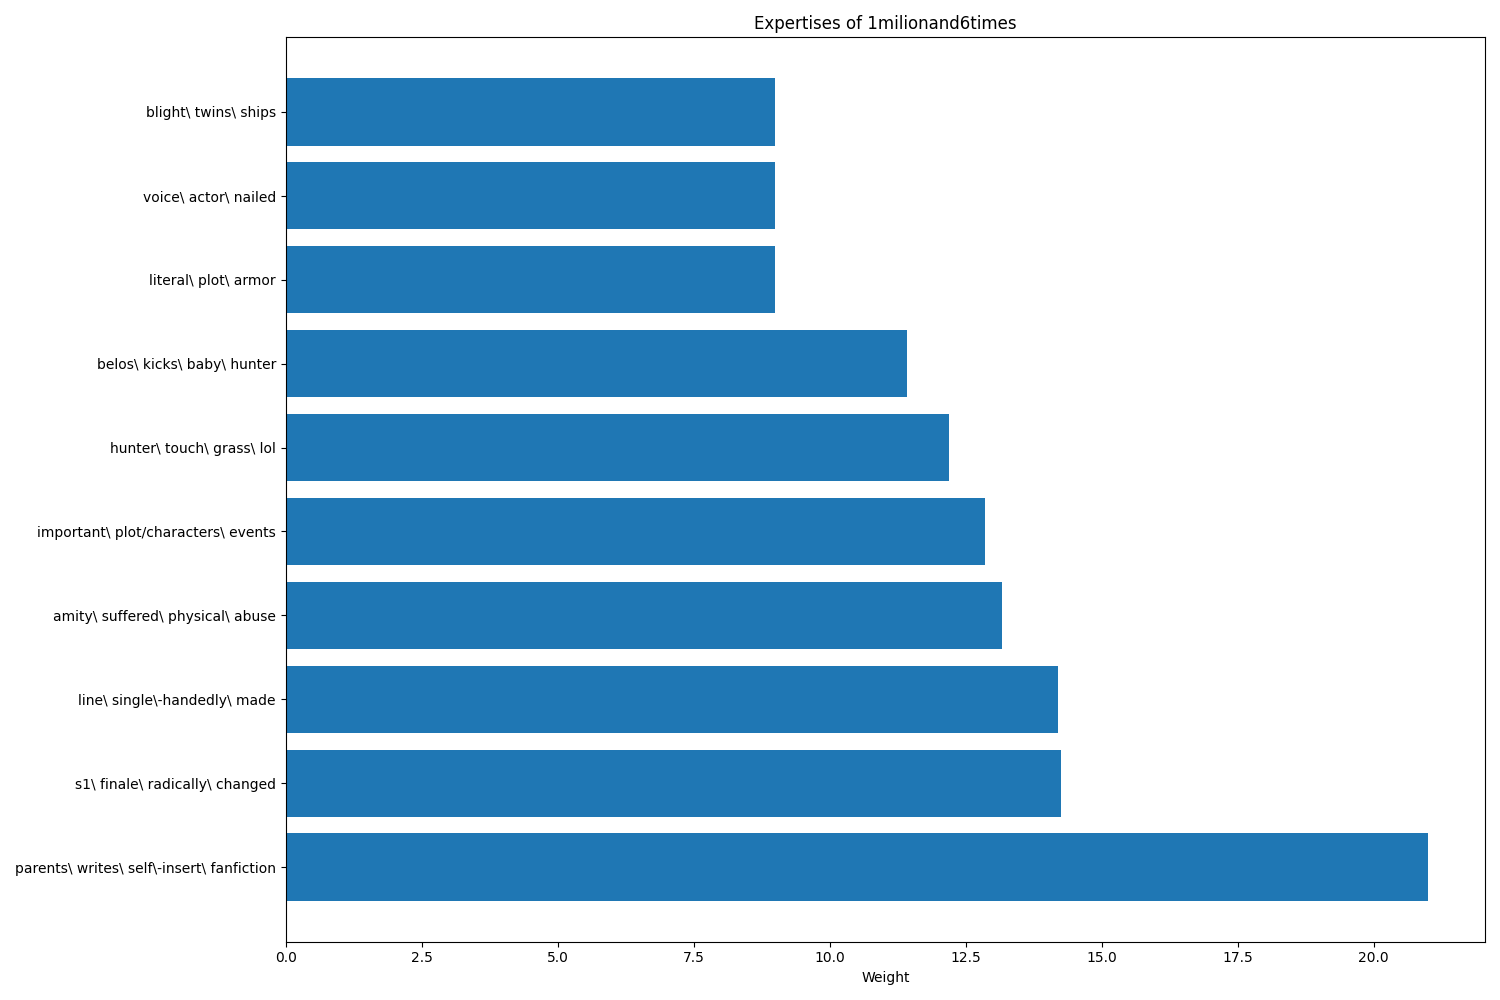 Expertises of 1milionand6times
blight\ twins\ ships
voice\ actor\ nailed
literal\ plot\ armor
belos\ kicks\ baby\ hunter
hunter\ touch\ grass\ lol
important\ plot/characters\ events
amity\ suffered\ physical\ abuse
line\ single\-handedly\ made
s1\ finale\ radically\ changed
parents\ writes\ self\-insert\ fanfiction
0.0 2.5 5.0 7.5 10.0 12.5 15.0 17.5 20.0
Weight